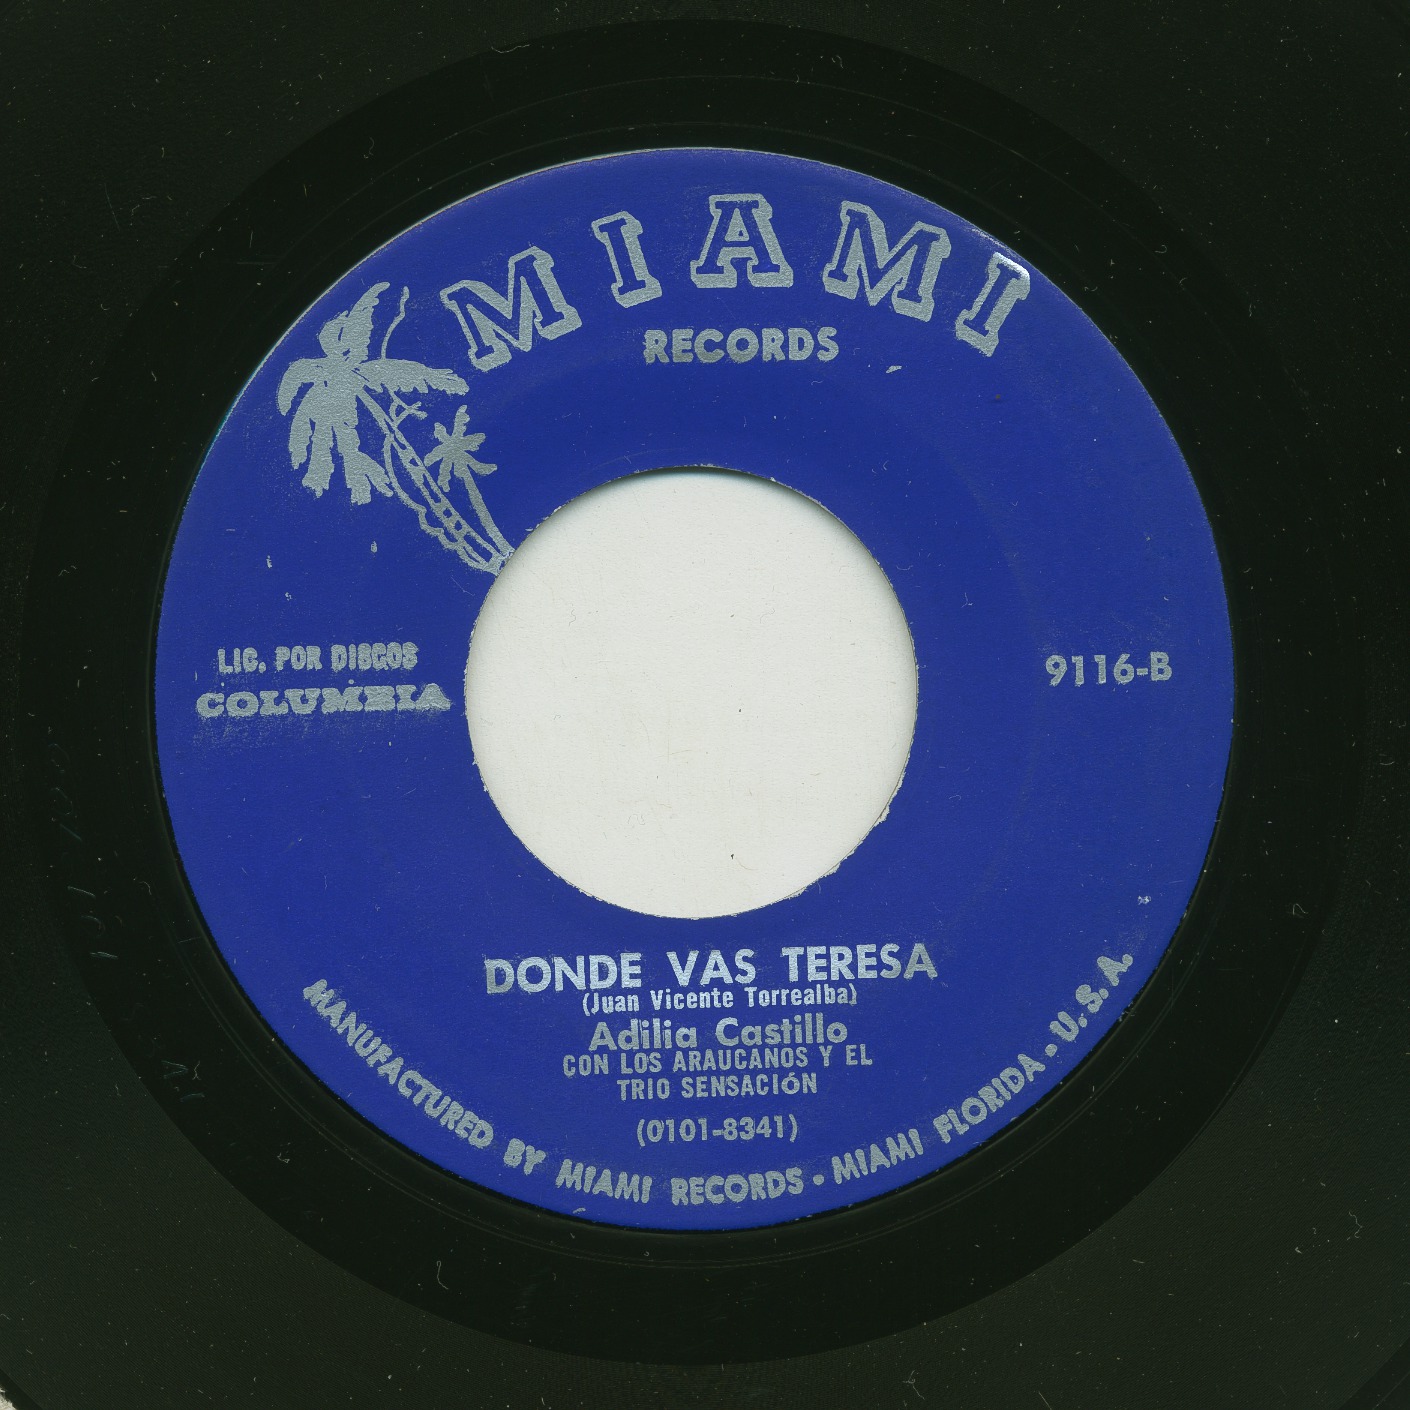 MIAMI
RECORDS
LIC. POR DISCOS
COLUMBIA
9116-B
DONDE VAS TERESA
(Juan Vicente Torrealba)
Adilia Castillo
CON LOS ARAUCANOS Y EL
TRIO SENSACIÓN
(0101-8341)
MANUFACTURED BY MIAMI RECORDS • MIAMI FLORIDA • U.S.A.